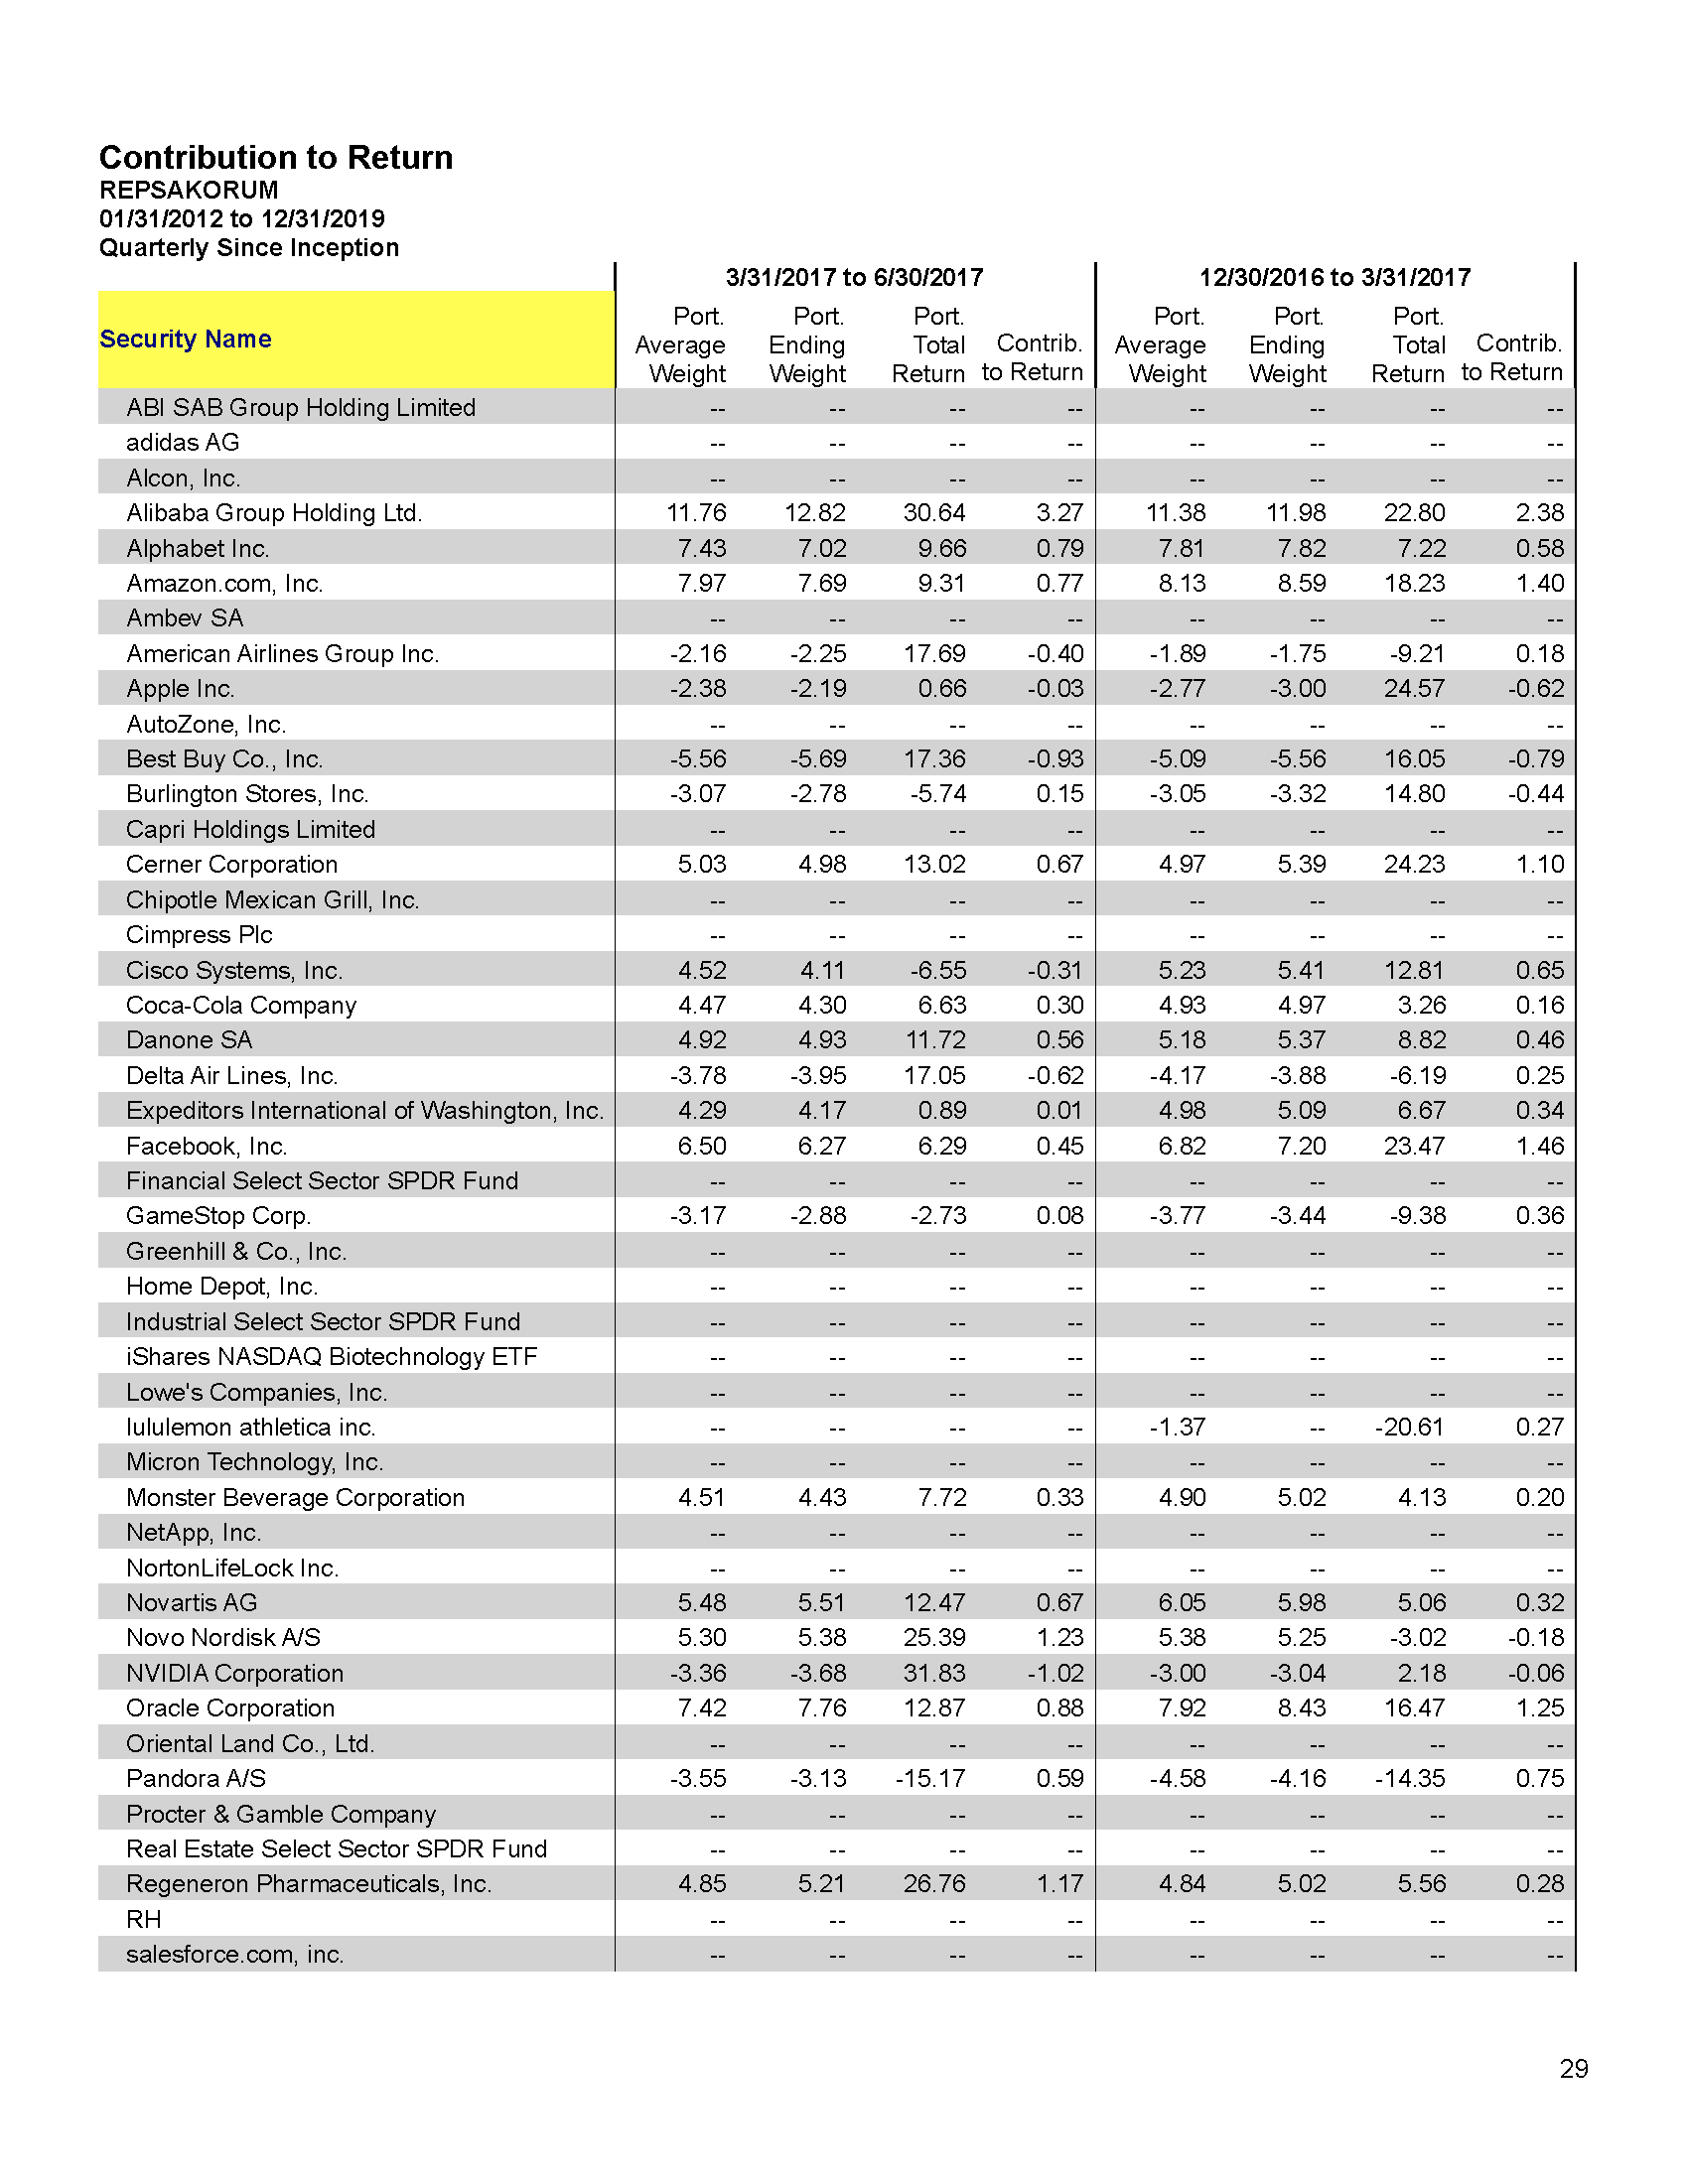 Contribution to Return
REPSAKORUM
01/31/2012 to 12/31/2019
Quarterly Since Inception
3/31/2017 to 6/30/2017 12/30/2016 to 3/31/2017
Port. Port. Port. Port. Port. Port.
Security Name Average Ending Total Contrib. Average Ending Total Contrib.
Weight Weight Return to Return Weight Weight Return to Return
ABI SAB Group Holding Limited -- -- -- -- -- -- -- --
adidas AG -- -- -- -- -- -- -- --
Alcon, Inc. -- -- -- -- -- -- -- --
Alibaba Group Holding Ltd. 11.76 12.82 30.64 3.27 11.38 11.98 22.80 2.38
Alphabet Inc. 7.43 7.02 9.66 0.79 7.81 7.82 7.22 0.58
Amazon.com, Inc. 7.97 7.69 9.31 0.77 8.13 8.59 18.23 1.40
Ambev SA -- -- -- -- -- -- -- --
American Airlines Group Inc. -2.16 -2.25 17.69 -0.40 -1.89 -1.75 -9.21 0.18
Apple Inc. -2.38 -2.19 0.66 -0.03 -2.77 -3.00 24.57 -0.62
AutoZone, Inc. -- -- -- -- -- -- -- --
Best Buy Co., Inc. -5.56 -5.69 17.36 -0.93 -5.09 -5.56 16.05 -0.79
Burlington Stores, Inc. -3.07 -2.78 -5.74 0.15 -3.05 -3.32 14.80 -0.44
Capri Holdings Limited -- -- -- -- -- -- -- --
Cerner Corporation 5.03 4.98 13.02 0.67 4.97 5.39 24.23 1.10
Chipotle Mexican Grill, Inc. -- -- -- -- -- -- -- --
Cimpress Plc -- -- -- -- -- -- -- --
Cisco Systems, Inc. 4.52 4.11 -6.55 -0.31 5.23 5.41 12.81 0.65
Coca-Cola Company 4.47 4.30 6.63 0.30 4.93 4.97 3.26 0.16
Danone SA 4.92 4.93 11.72 0.56 5.18 5.37 8.82 0.46
Delta Air Lines, Inc. -3.78 -3.95 17.05 -0.62 -4.17 -3.88 -6.19 0.25
Expeditors International of Washington, Inc. 4.29 4.17 0.89 0.01 4.98 5.09 6.67 0.34
Facebook, Inc. 6.50 6.27 6.29 0.45 6.82 7.20 23.47 1.46
Financial Select Sector SPDR Fund -- -- -- -- -- -- -- --
GameStop Corp. -3.17 -2.88 -2.73 0.08 -3.77 -3.44 -9.38 0.36
Greenhill & Co., Inc. -- -- -- -- -- -- -- --
Home Depot, Inc. -- -- -- -- -- -- -- --
Industrial Select Sector SPDR Fund -- -- -- -- -- -- -- --
iShares NASDAQ Biotechnology ETF -- -- -- -- -- -- -- --
Lowe's Companies, Inc. -- -- -- -- -- -- -- --
lululemon athletica inc. -- -- -- -- -1.37 -- -20.61 0.27
Micron Technology, Inc. -- -- -- -- -- -- -- --
Monster Beverage Corporation 4.51 4.43 7.72 0.33 4.90 5.02 4.13 0.20
NetApp, Inc. -- -- -- -- -- -- -- --
NortonLifeLock Inc. -- -- -- -- -- -- -- --
Novartis AG 5.48 5.51 12.47 0.67 6.05 5.98 5.06 0.32
Novo Nordisk A/S 5.30 5.38 25.39 1.23 5.38 5.25 -3.02 -0.18
NVIDIA Corporation -3.36 -3.68 31.83 -1.02 -3.00 -3.04 2.18 -0.06
Oracle Corporation 7.42 7.76 12.87 0.88 7.92 8.43 16.47 1.25
Oriental Land Co., Ltd. -- -- -- -- -- -- -- --
Pandora A/S -3.55 -3.13 -15.17 0.59 -4.58 -4.16 -14.35 0.75
Procter & Gamble Company -- -- -- -- -- -- -- --
Real Estate Select Sector SPDR Fund -- -- -- -- -- -- -- --
Regeneron Pharmaceuticals, Inc. 4.85 5.21 26.76 1.17 4.84 5.02 5.56 0.28
RH -- -- -- -- -- -- -- --
salesforce.com, inc. -- -- -- -- -- -- -- --
29